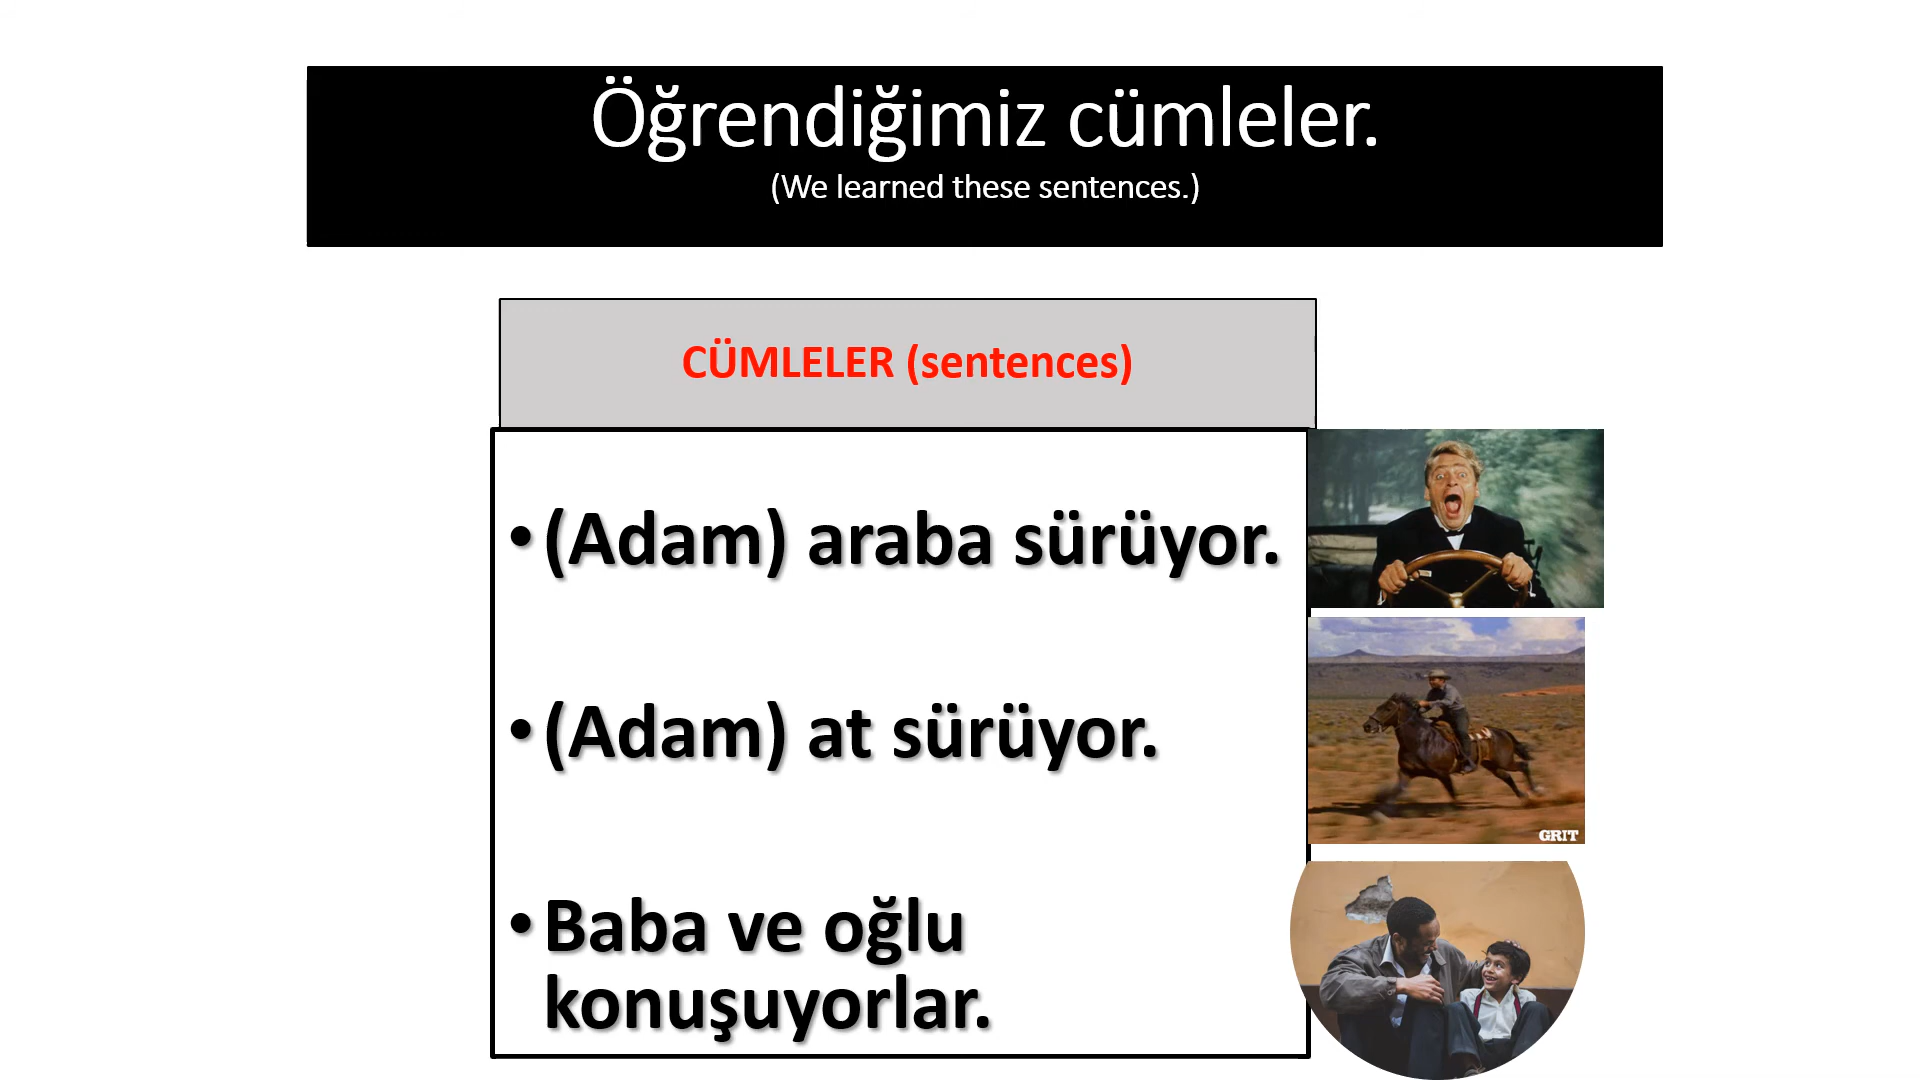 Öğrendiğimiz cümleler.
(We learned these sentences.)
CÜMLELER (sentences)
•(Adam) araba sürüyor.
•(Adam) at sürüyor.
GRIT
•Baba ve oğlu
konuşuyorlar.